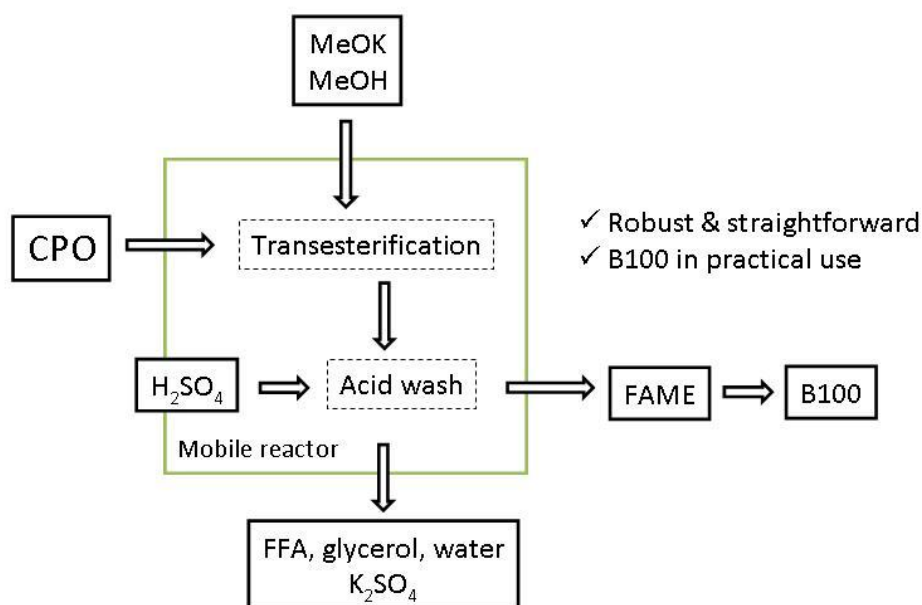 MeOK
MeOH
CPO
Transesterification
✓ Robust & straightforward
✓ B100 in practical use
H₂SO₄
Acid wash
FAME
B100
Mobile reactor
FFA, glycerol, water
K₂SO₄